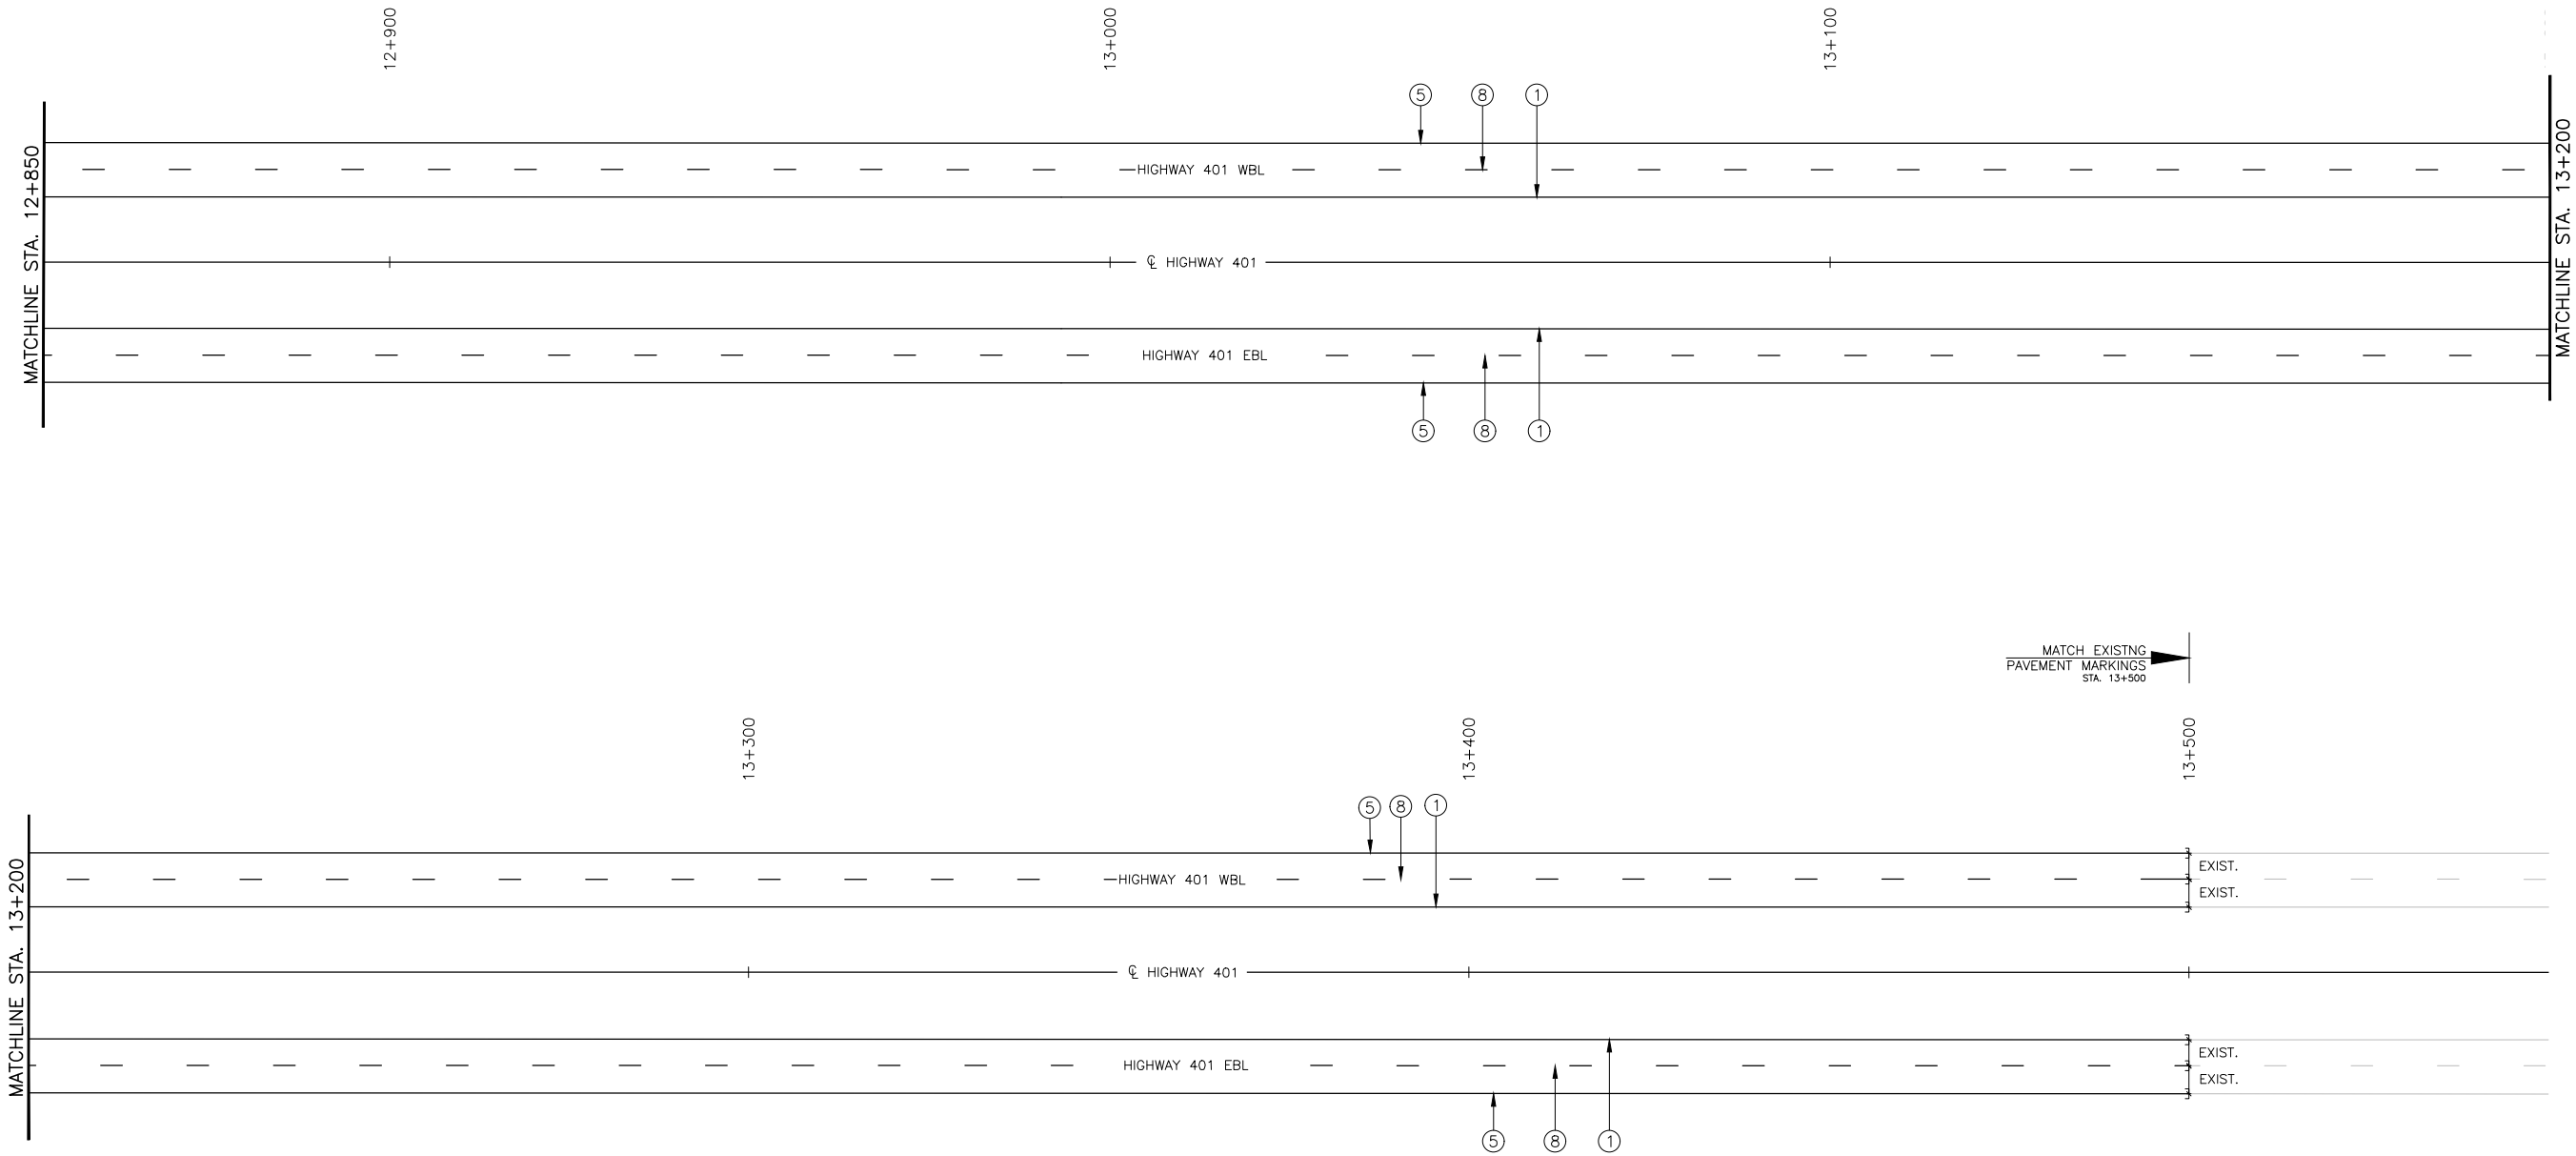 12+900
13+000
13+100
5
8
1
MATCHLINE STA. 12+850
HIGHWAY 401 WBL
MATCHLINE STA. 13+200
℄ HIGHWAY 401
HIGHWAY 401 EBL
5
8
1
MATCH EXISTNG
PAVEMENT MARKINGS
STA. 13+500
13+300
13+400
13+500
5
8
1
MATCHLINE STA. 13+200
HIGHWAY 401 WBL
EXIST.
EXIST.
℄ HIGHWAY 401
HIGHWAY 401 EBL
EXIST.
EXIST.
5
8
1